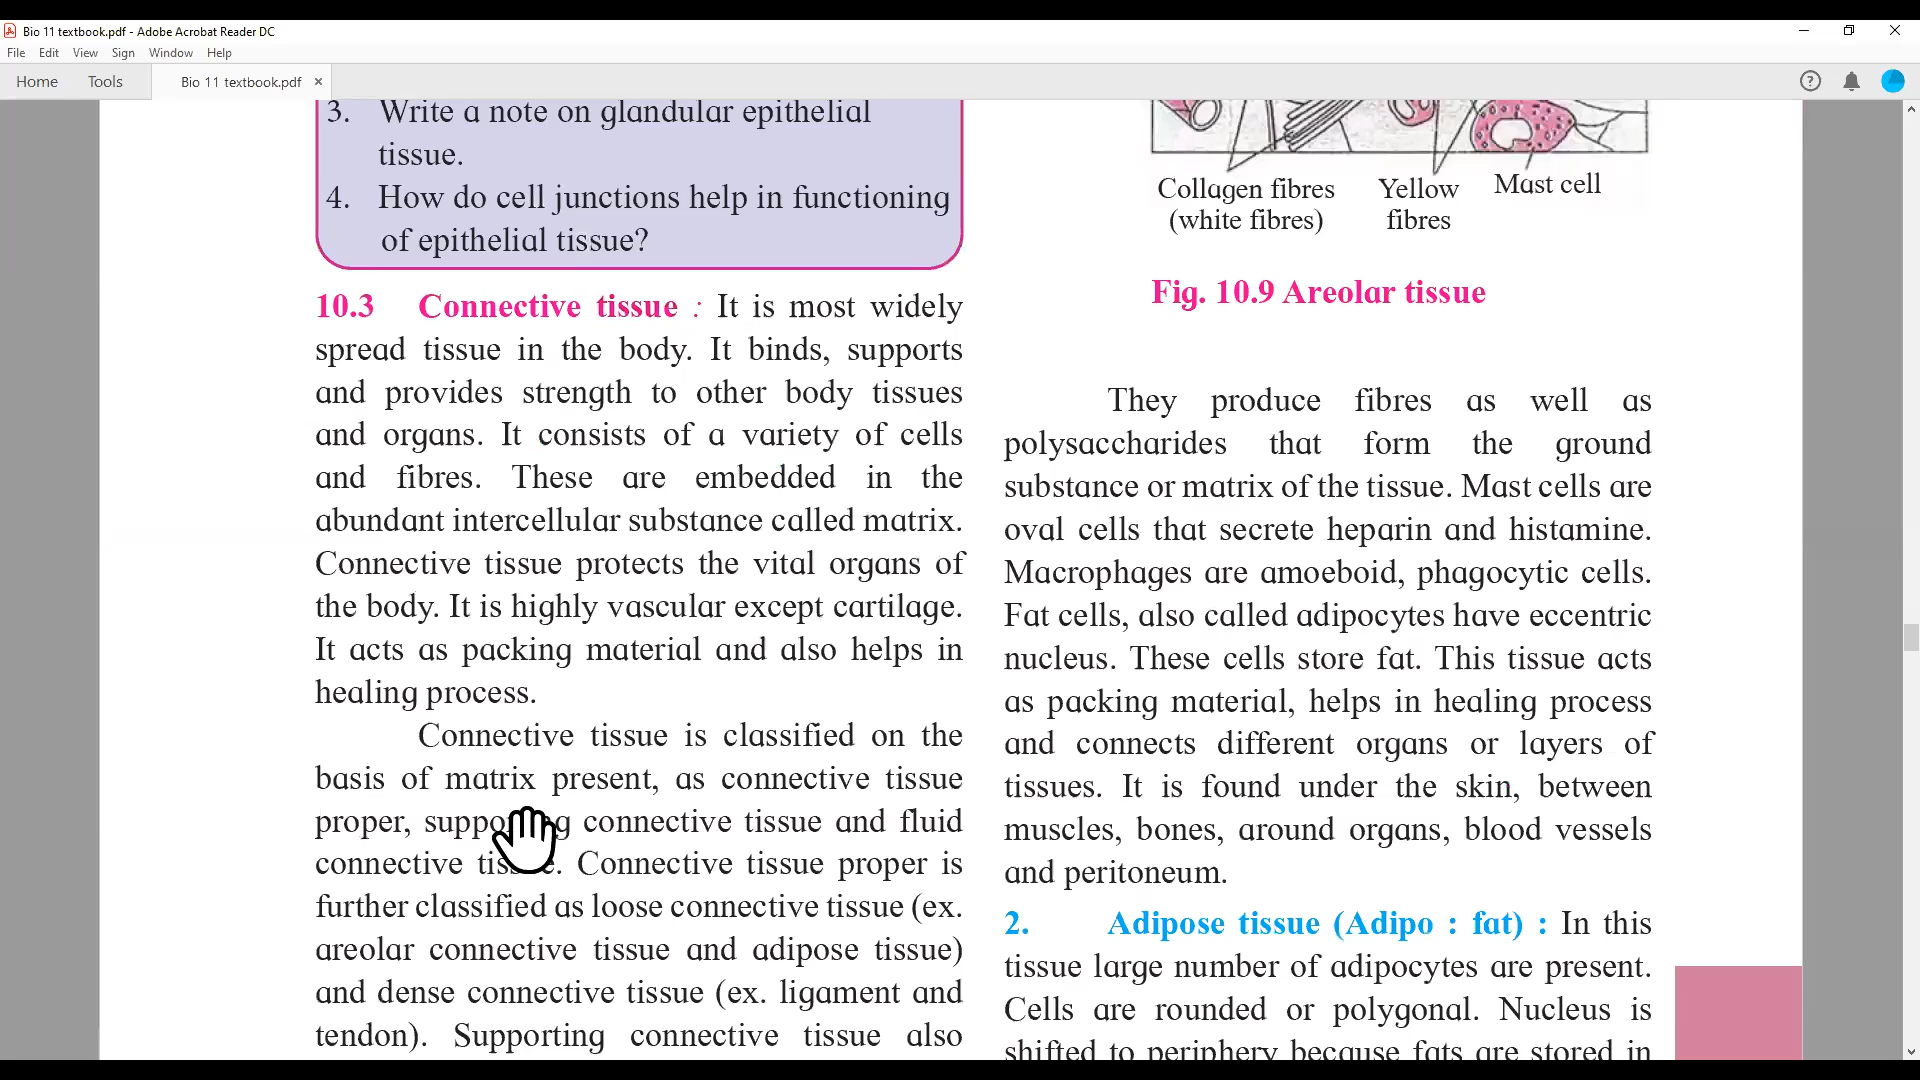 Bio 11 textbook.pdf - Adobe Acrobat Reader DC
File Edit View Sign Window Help
Home Tools Bio 11 textbook.pdf ×
3. Write a note on glandular epithelial
tissue.
4. How do cell junctions help in functioning
of epithelial tissue?
10.3 Connective tissue : It is most widely
spread tissue in the body. It binds, supports
and provides strength to other body tissues
and organs. It consists of a variety of cells
and fibres. These are embedded in the
abundant intercellular substance called matrix.
Connective tissue protects the vital organs of
the body. It is highly vascular except cartilage.
It acts as packing material and also helps in
healing process.
Connective tissue is classified on the
basis of matrix present, as connective tissue
proper, supporting connective tissue and fluid
connective tissue. Connective tissue proper is
further classified as loose connective tissue (ex.
areolar connective tissue and adipose tissue)
and dense connective tissue (ex. ligament and
tendon). Supporting connective tissue also
Collagen fibres
(white fibres)
Yellow
fibres
Mast cell
Fig. 10.9 Areolar tissue
They produce fibres as well as
polysaccharides that form the ground
substance or matrix of the tissue. Mast cells are
oval cells that secrete heparin and histamine.
Macrophages are amoeboid, phagocytic cells.
Fat cells, also called adipocytes have eccentric
nucleus. These cells store fat. This tissue acts
as packing material, helps in healing process
and connects different organs or layers of
tissues. It is found under the skin, between
muscles, bones, around organs, blood vessels
and peritoneum.
2. Adipose tissue (Adipo : fat) : In this
tissue large number of adipocytes are present.
Cells are rounded or polygonal. Nucleus is
shifted to periphery because fats are stored in